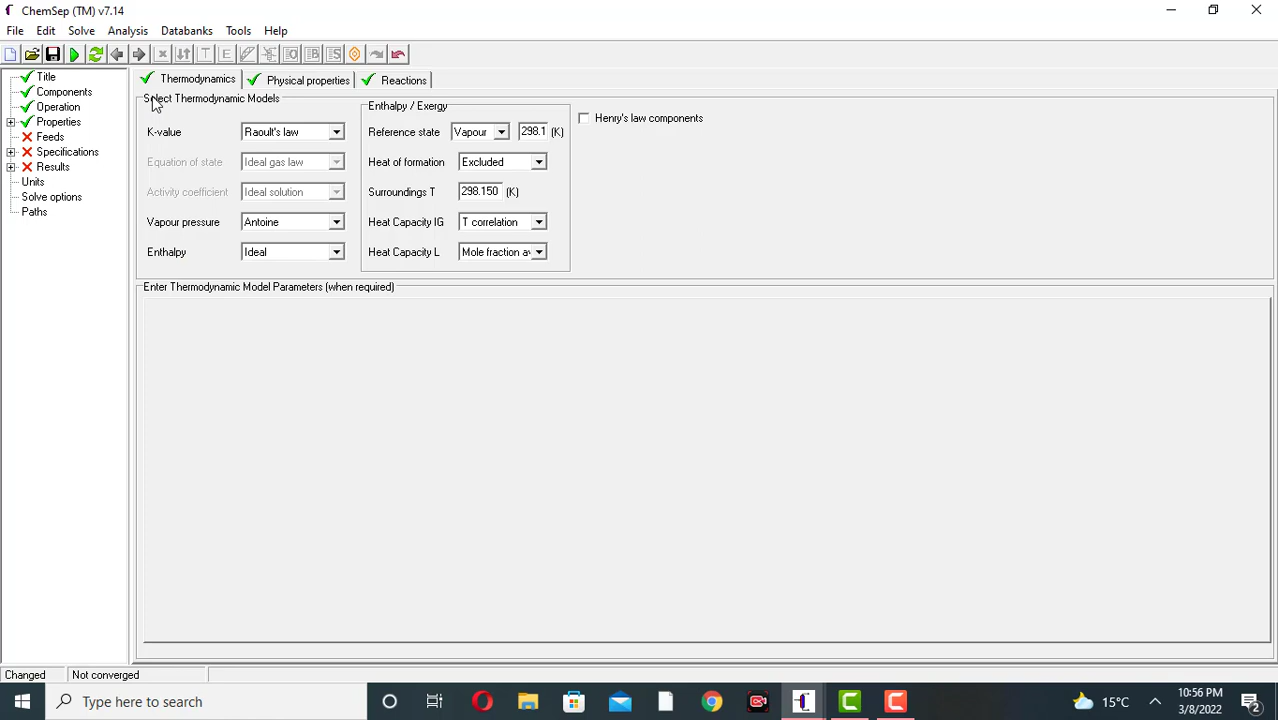 ChemSep (TM) v7.14
File Edit Solve Analysis Databanks Tools Help
Title
Components
Operation
Properties
Feeds
Specifications
Results
Units
Solve options
Paths
Thermodynamics Physical properties Reactions
Select Thermodynamic Models
K-value Raoult's law
Equation of state Ideal gas law
Activity coefficient Ideal solution
Vapour pressure Antoine
Enthalpy Ideal
Enthalpy / Exergy
Reference state Vapour 298.1 (K)
Heat of formation Excluded
Surroundings T 298.150 (K)
Heat Capacity IG T correlation
Heat Capacity L Mole fraction av
Henry's law components
Enter Thermodynamic Model Parameters (when required)
Changed Not converged
Type here to search
15°C
10:56 PM
3/8/2022
2